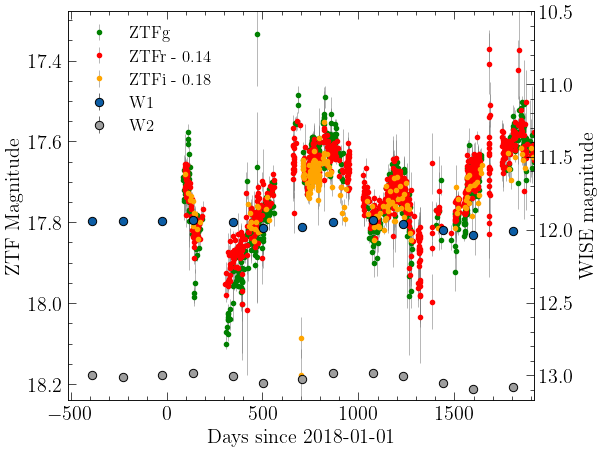 ZTFg
ZTFr - 0.14
ZTFi - 0.18
W1
W2
17.4
17.6
17.8
18.0
18.2
ZTF Magnitude
10.5
11.0
11.5
12.0
12.5
13.0
WISE magnitude
−500
0
500
1000
1500
Days since 2018-01-01